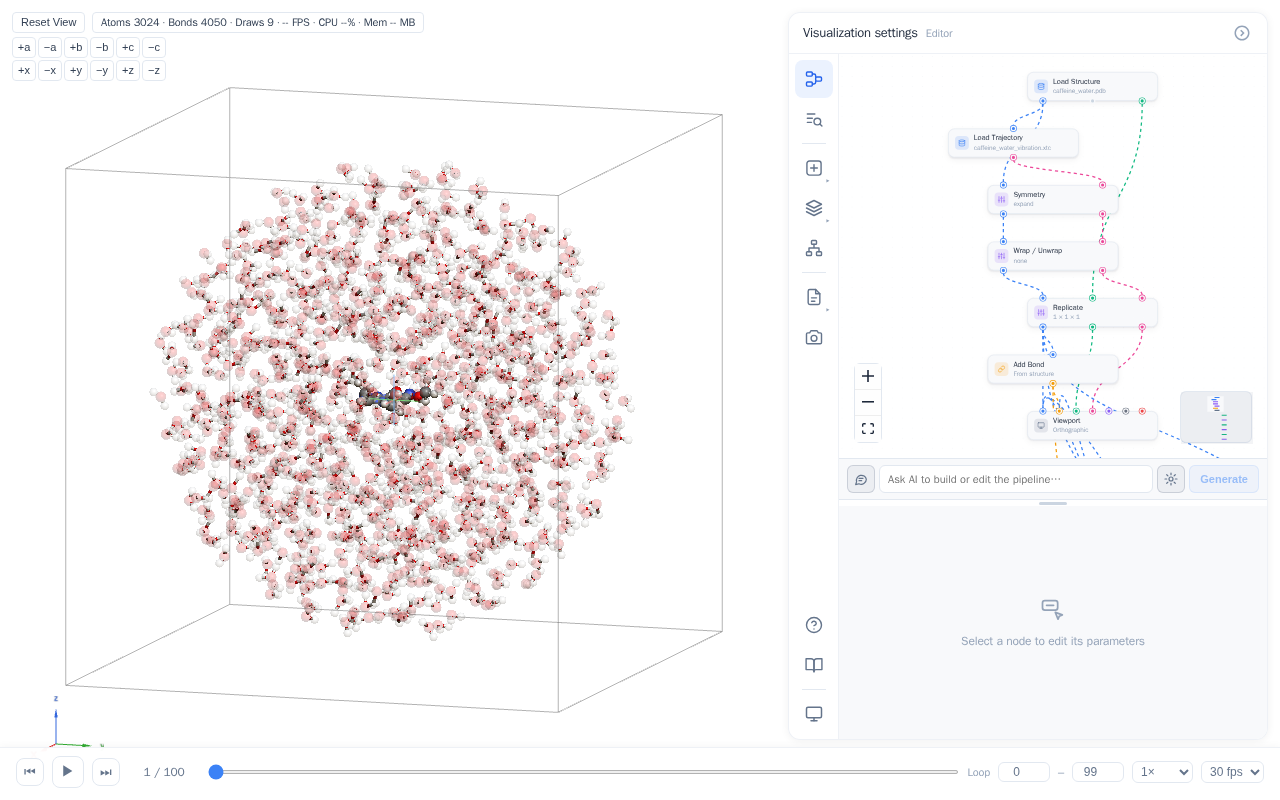 Reset View
Atoms 3024 · Bonds 4050 · Draws 9 · -- FPS · CPU --% · Mem -- MB
+a −a +b −b +c −c
+x −x +y −y +z −z
z
Visualization settings Editor
Load Structure
caffeine_water.pdb
Load Trajectory
caffeine_water_vibration.xtc
Symmetry
expand
Wrap / Unwrap
none
Replicate
1 × 1 × 1
Add Bond
From structure
Viewport
Orthographic
Ask AI to build or edit the pipeline···
Generate
Select a node to edit its parameters
1 / 100
Loop 0 – 99 1× 30 fps